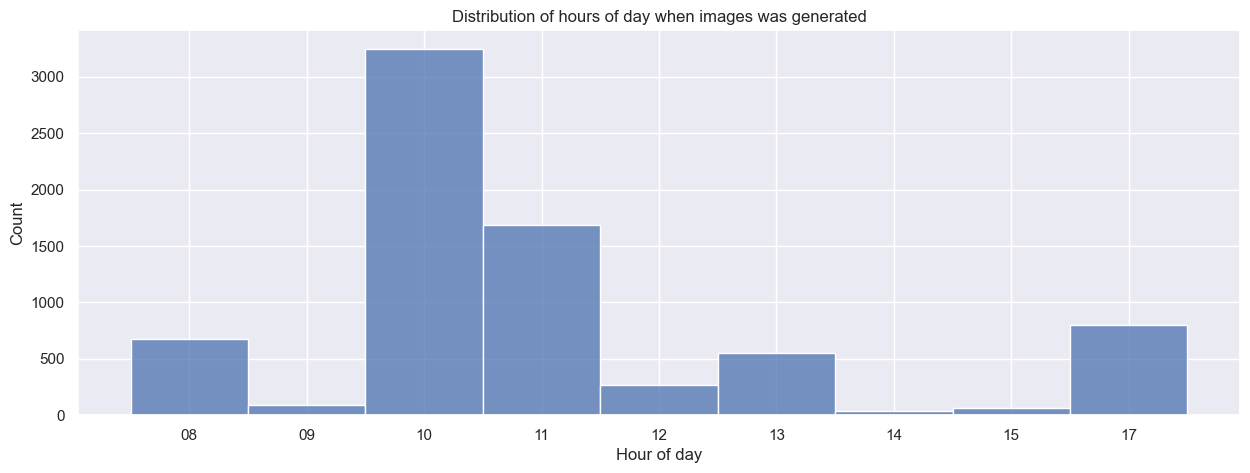 Distribution of hours of day when images was generated
3000
2500
2000
1500
1000
500
0
Count
08 09 10 11 12 13 14 15 17
Hour of day